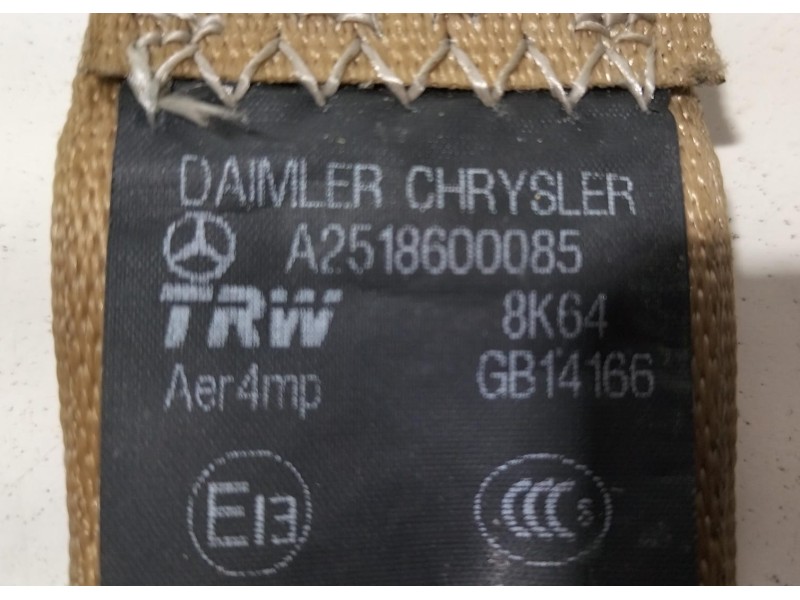 DAIMLER CHRYSLER
A2518600085
TRW 8K64
Aer4mp GB14166
E13 CCC S